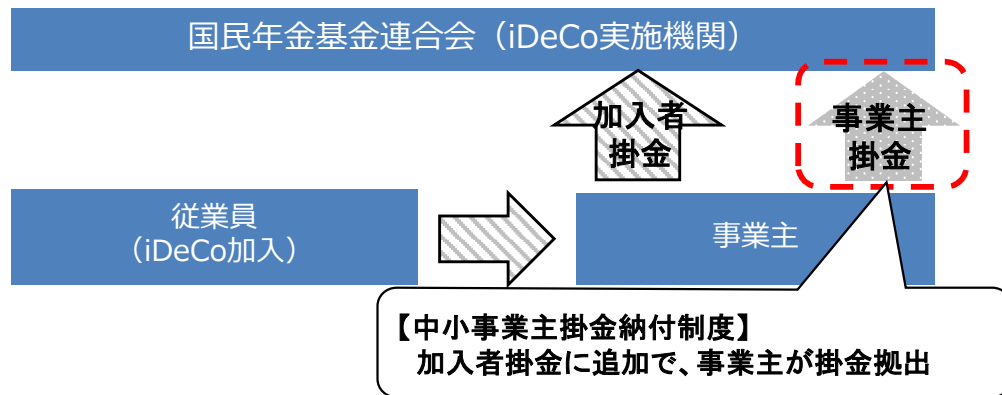 国民年金基金連合会（iDeCo実施機関）
加入者
掛金
事業主
掛金
従業員
（iDeCo加入）
事業主
【中小事業主掛金納付制度】
加入者掛金に追加で、事業主が掛金拠出